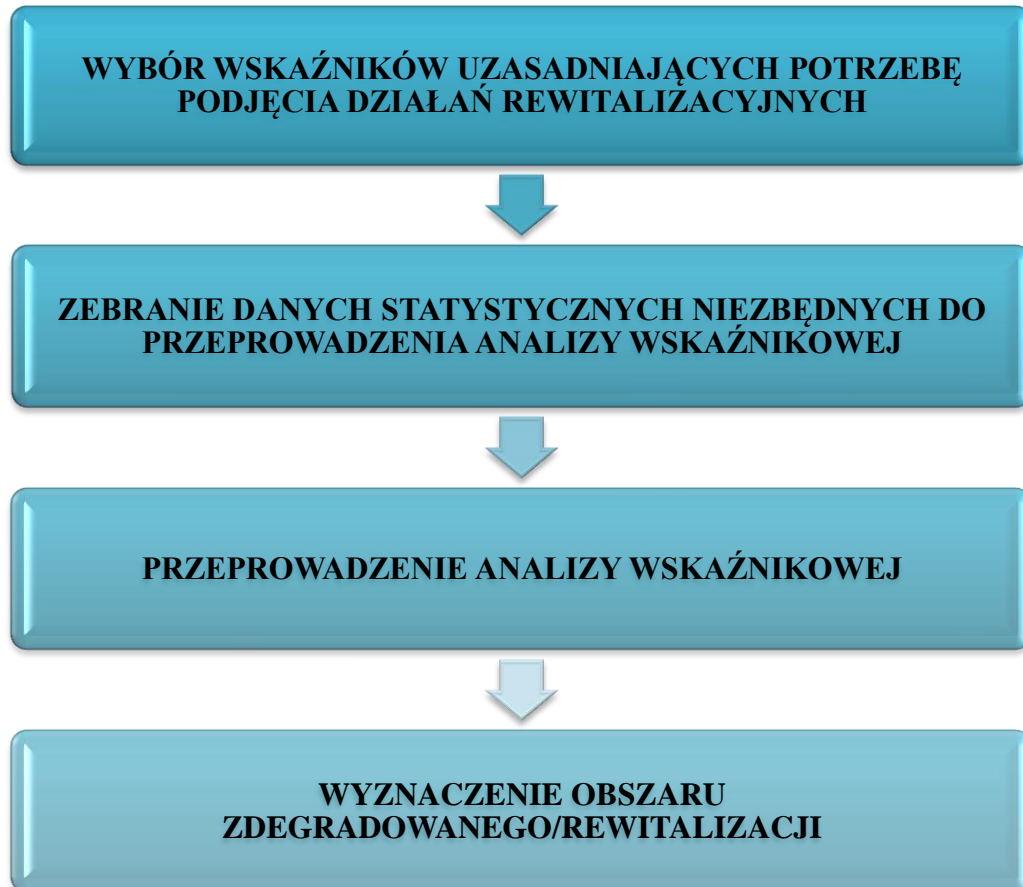 WYBÓR WSKAŹNIKÓW UZASADNIAJĄCYCH POTRZEBĘ
PODJĘCIA DZIAŁAŃ REWITALIZACYJNYCH
ZEBRANIE DANYCH STATYSTYCZNYCH NIEZBĘDNYCH DO
PRZEPROWADZENIA ANALIZY WSKAŹNIKOWEJ
PRZEPROWADZENIE ANALIZY WSKAŹNIKOWEJ
WYZNACZENIE OBSZARU
ZDEGRADOWANEGO/REWITALIZACJI